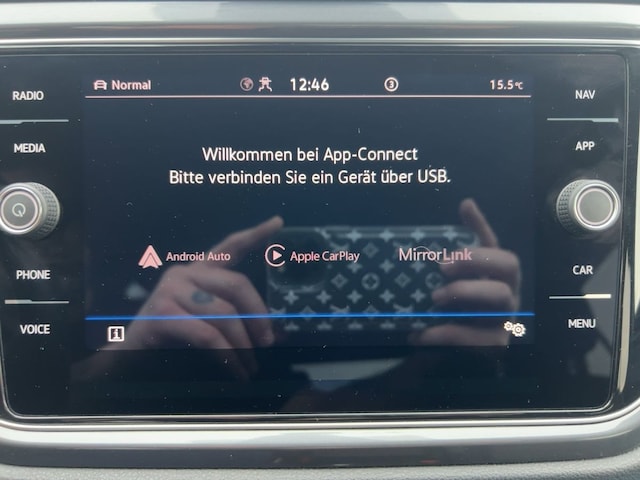 RADIO
MEDIA
PHONE
VOICE
Normal
12:46
3
15.5°C
Willkommen bei App-Connect
Bitte verbinden Sie ein Gerät über USB.
Android Auto
Apple CarPlay
MirrorLink
i
NAV
APP
CAR
MENU